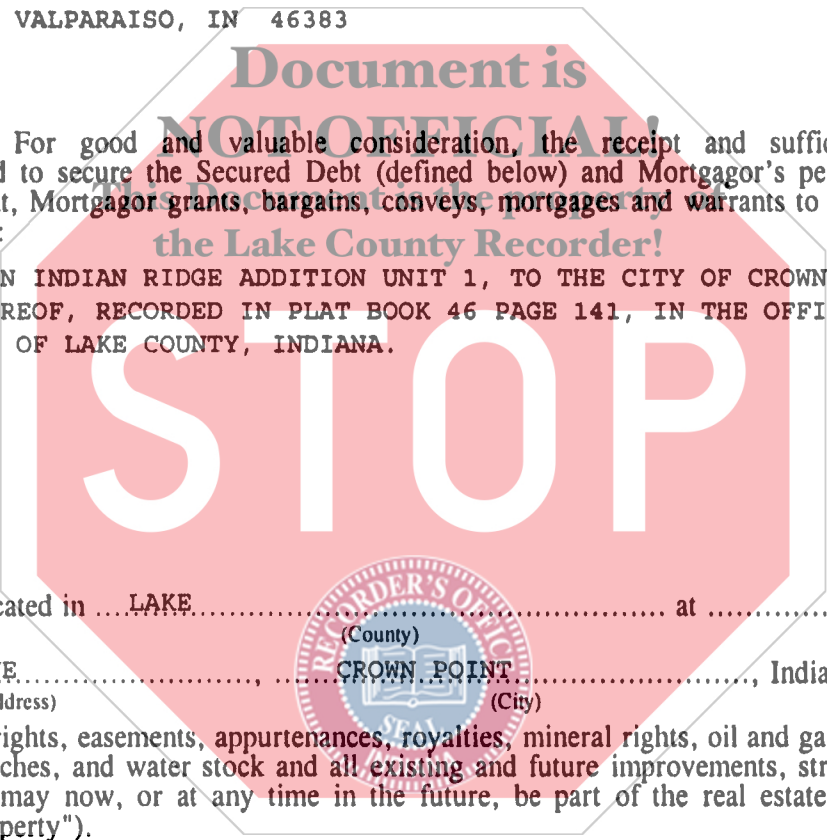 VALPARAISO, IN 46383
Document is
NOT OFFICIAL!
For good and valuable consideration, the receipt and suffic
d to secure the Secured Debt (defined below) and Mortgagor's pe
This Document is the property of
t, Mortgagor grants, bargains, conveys, mortgages and warrants to
:
the Lake County Recorder!
N INDIAN RIDGE ADDITION UNIT 1, TO THE CITY OF CROWN
REOF, RECORDED IN PLAT BOOK 46 PAGE 141, IN THE OFFI
OF LAKE COUNTY, INDIANA.
STOP
cated in ....LAKE.................................................................. at ................
(County)
RECORDER'S OFFICE
E..............................., ......CROWN POINT..................................., India
ddress) (City)
SEAL
rights, easements, appurtenances, royalties, mineral rights, oil and ga
ches, and water stock and all existing and future improvements, str
may now, or at any time in the future, be part of the real estate
perty").